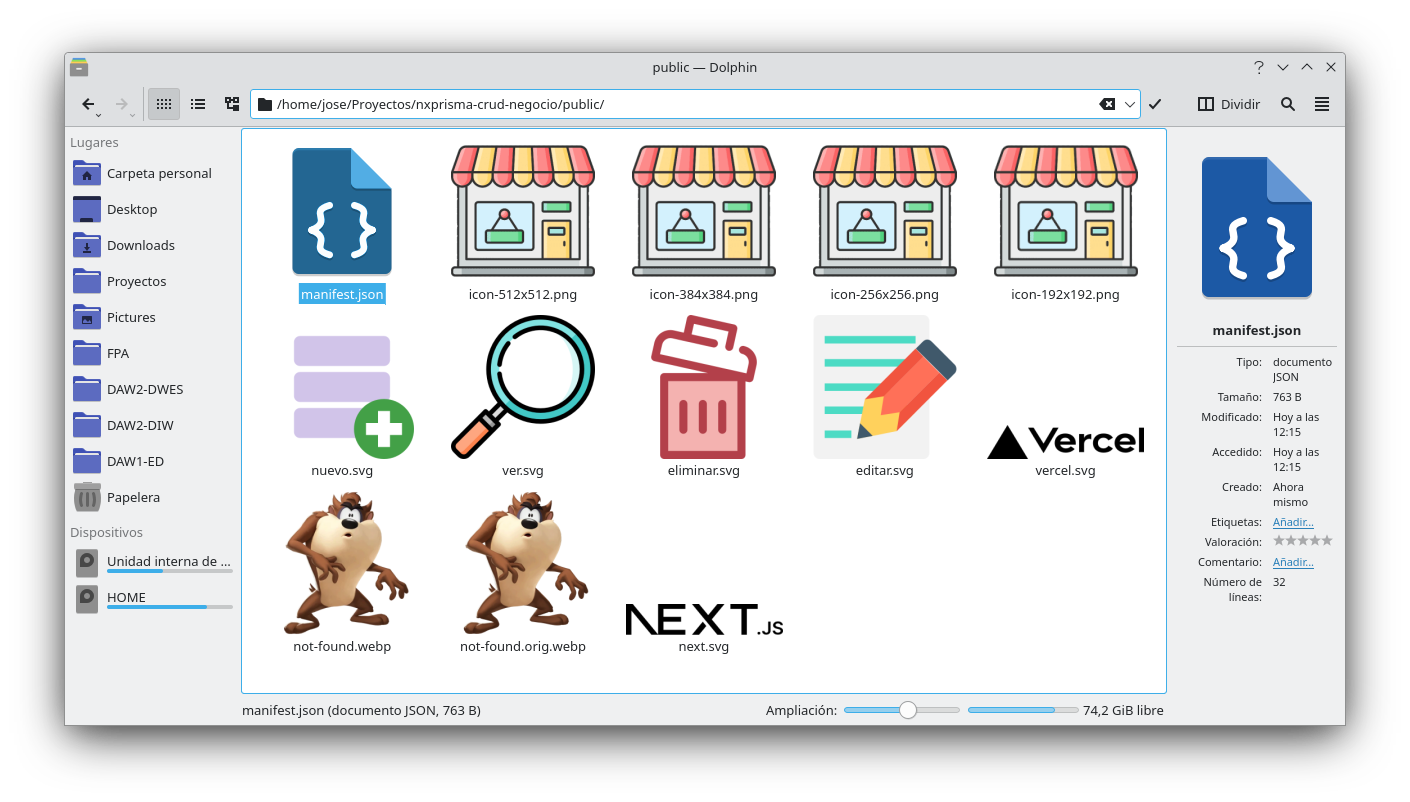 public — Dolphin
/home/jose/Proyectos/nxprisma-crud-negocio/public/
Dividir
Lugares
Carpeta personal
Desktop
Downloads
Proyectos
Pictures
FPA
DAW2-DWES
DAW2-DIW
DAW1-ED
Papelera
Dispositivos
Unidad interna de ...
HOME
manifest.json
icon-512x512.png
icon-384x384.png
icon-256x256.png
icon-192x192.png
nuevo.svg
ver.svg
eliminar.svg
editar.svg
Vercel
vercel.svg
not-found.webp
not-found.orig.webp
NEXT.JS
next.svg
manifest.json
Tipo: documento
JSON
Tamaño: 763 B
Modificado: Hoy a las
12:15
Accedido: Hoy a las
12:15
Creado: Ahora
mismo
Etiquetas: Añadir...
Valoración:
Comentario: Añadir...
Número de 32
líneas:
manifest.json (documento JSON, 763 B)
Ampliación:
74,2 GiB libre